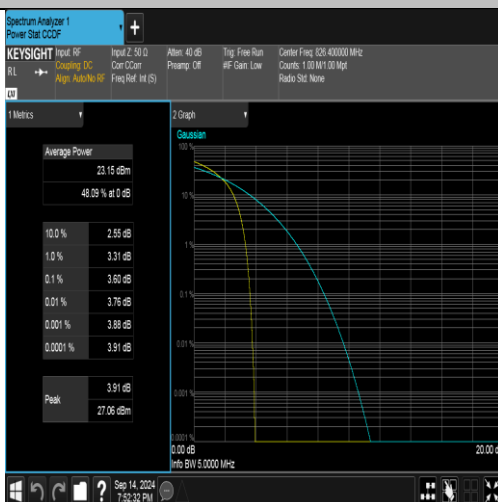 Spectrum Analyzer 1
Power Stat CCDF
KEYSIGHT
RL
Input: RF
Coupling: DC
Align: Auto/No RF
Input Z: 50 Ω
Corr CCorr
Freq Ref: Int (S)
Atten: 40 dB
Preamp: Off
Trig: Free Run
#IF Gain: Low
Center Freq: 826.400000 MHz
Counts: 1.00 M/1.00 Mpt
Radio Std: None
1 Metrics
Average Power
23.15 dBm
48.09 % at 0 dB
10.0 % 2.55 dB
1.0 % 3.31 dB
0.1 % 3.60 dB
0.01 % 3.76 dB
0.001 % 3.88 dB
0.0001 % 3.91 dB
Peak
3.91 dB
27.06 dBm
2 Graph
Gaussian
100 %
10 %
1 %
0.1 %
0.01 %
0.001 %
0.0001 %
0.00 dB
20.00
Info BW 5.0000 MHz
Sep 14, 2024
7:52:32 PM